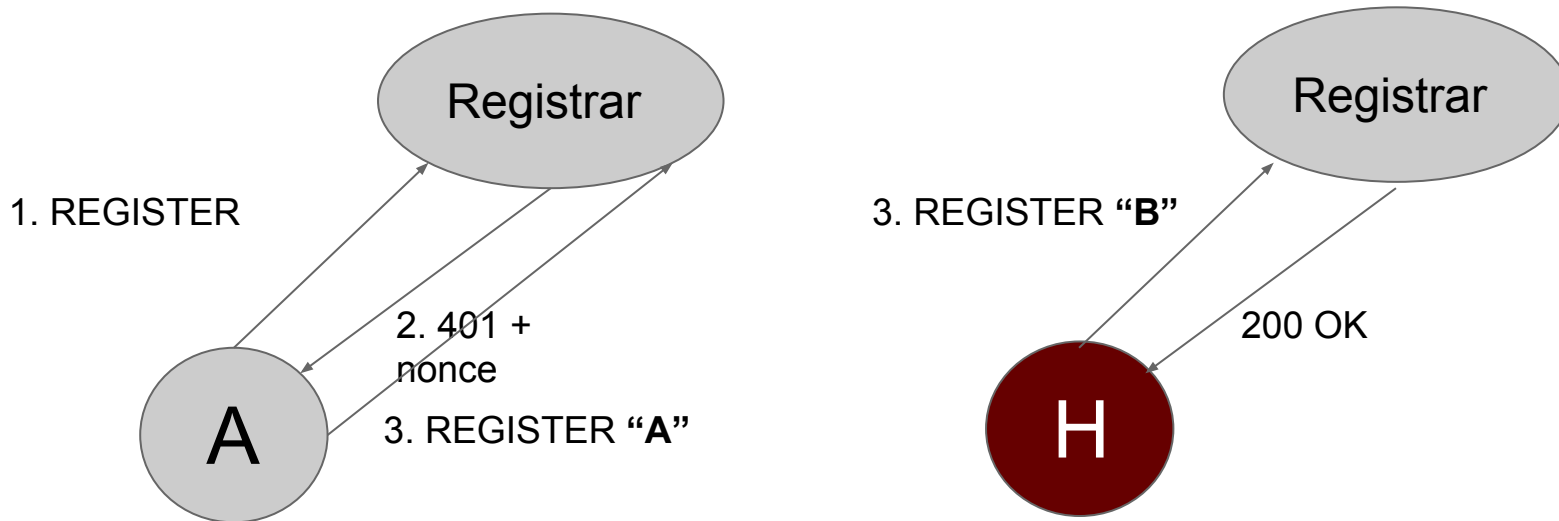 Registrar
1. REGISTER
2. 401 +
nonce
3. REGISTER “A”
A
Registrar
3. REGISTER “B”
200 OK
H